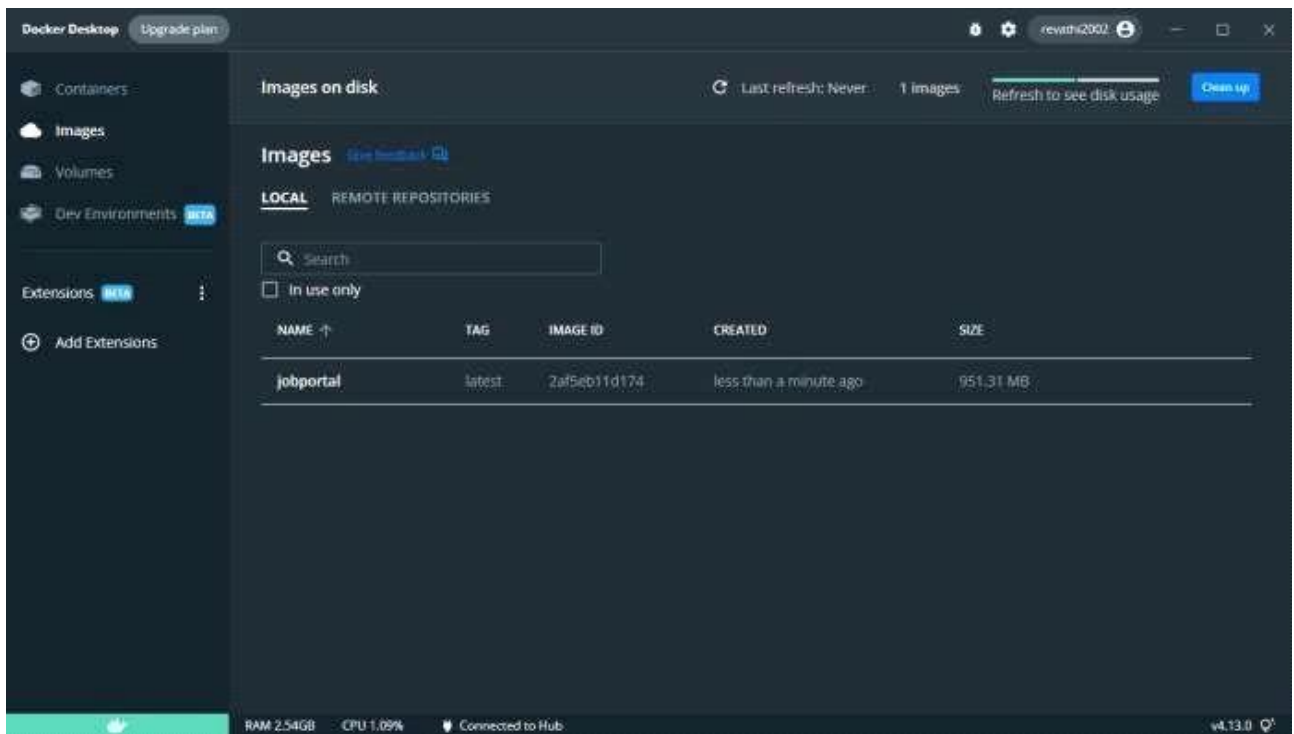 Docker Desktop Upgrade plan revathi2002
Containers
Images
Volumes
Dev Environments BETA
Extensions BETA
Add Extensions
Images on disk Last refresh: Never 1 images Refresh to see disk usage Clean up
Images Give feedback
LOCAL REMOTE REPOSITORIES
Search
In use only
NAME TAG IMAGE ID CREATED SIZE
jobportal latest 2af5eb11d174 less than a minute ago 951.31 MB
RAM 2.54GB CPU 1.09% Connected to Hub v4.13.0